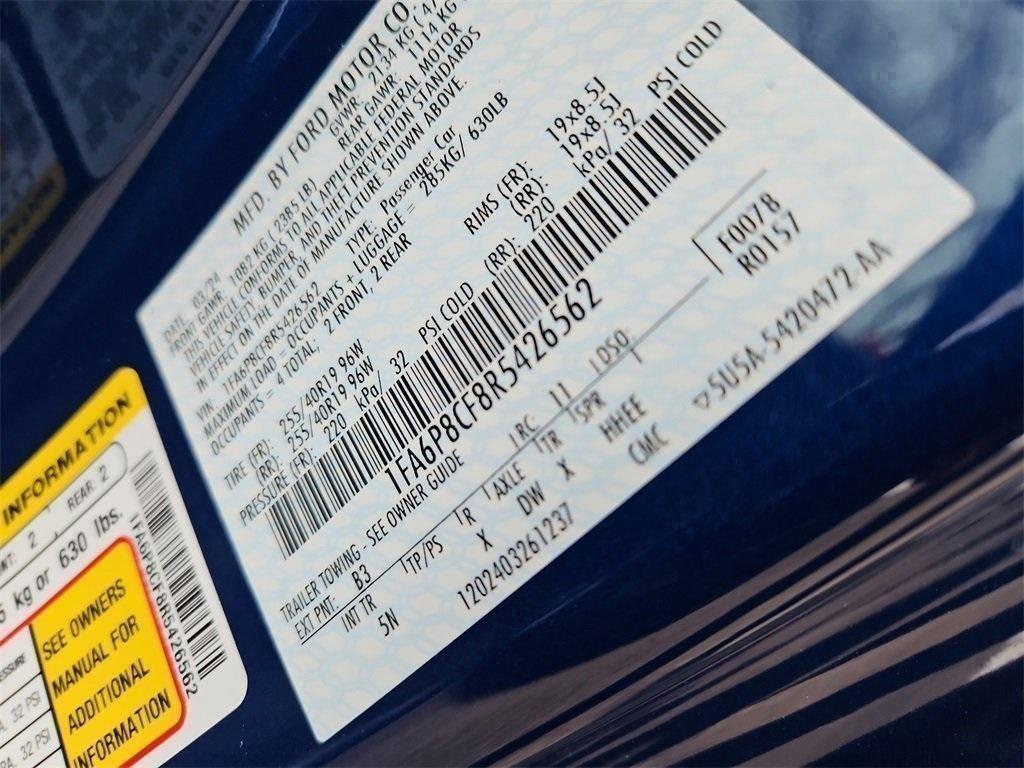 MFD. BY FORD MOTOR CO
DATE: 03/24 GVWR: 2134 KG
FRONT GAWR: 1082 KG ( 2385 LB) REAR GAWR: 1114 KG
THIS VEHICLE CONFORMS TO ALL APPLICABLE FEDERAL MOTOR
VEHICLE SAFETY, BUMPER AND THEFT PREVENTION STANDARDS
IN EFFECT ON THE DATE OF MANUFACTURE SHOWN ABOVE.
VIN: 1FA6P8CF8R5426562 TYPE: Passenger Car
MAXIMUM LOAD = OCCUPANTS + LUGGAGE = 285KG/ 630LB
OCCUPANTS = 4 TOTAL: 2 FRONT, 2 REAR
TIRE (FR): 255/40R19 96W RIMS (FR): 19x8.5J
(RR): 255/40R19 96W (RR): 19x8.5J
PRESSURE (FR): 220 kPa/ 32 PSI COLD (RR): 220 kPa/ 32 PSI COLD
1FA6P8CF8R5426562
F0078
R0157
TRAILER TOWING - SEE OWNER GUIDE
EXT PNT: B3 RC: 11 DSO:
INT TR TP/PS R AXLE TR SPR
5N X DW X HHEE
CMC
1202403261237
5U5A-5420472-AA
INFORMATION
2 REAR: 2
kg or 630 lbs.
1FA6P8CF8R5426562
32 PSI
32 PSI
SEE OWNERS
MANUAL FOR
ADDITIONAL
INFORMATION